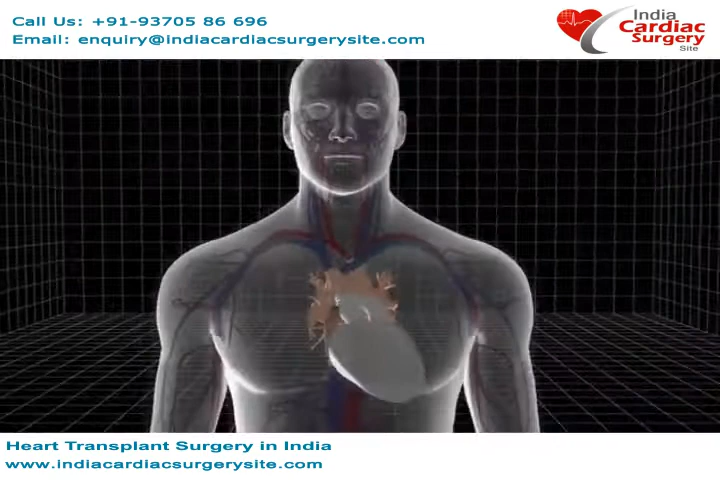 Call Us: +91-93705 86 696
Email: enquiry@indiacardiacsurgerysite.com
India
Cardiac
Surgery
Site
Heart Transplant Surgery in India
www.indiacardiacsurgerysite.com